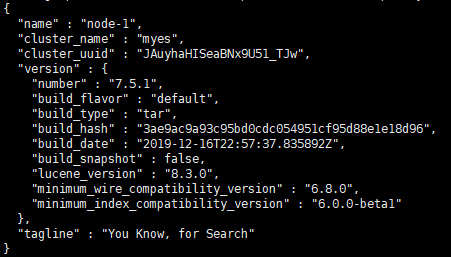 {
  "name" : "node-1",
  "cluster_name" : "myes",
  "cluster_uuid" : "JAuyhaHISeaBNx9U5l_TJw",
  "version" : {
    "number" : "7.5.1",
    "build_flavor" : "default",
    "build_type" : "tar",
    "build_hash" : "3ae9ac9a93c95bd0cdc054951cf95d88e1e18d96",
    "build_date" : "2019-12-16T22:57:37.835892Z",
    "build_snapshot" : false,
    "lucene_version" : "8.3.0",
    "minimum_wire_compatibility_version" : "6.8.0",
    "minimum_index_compatibility_version" : "6.0.0-beta1"
  },
  "tagline" : "You Know, for Search"
}